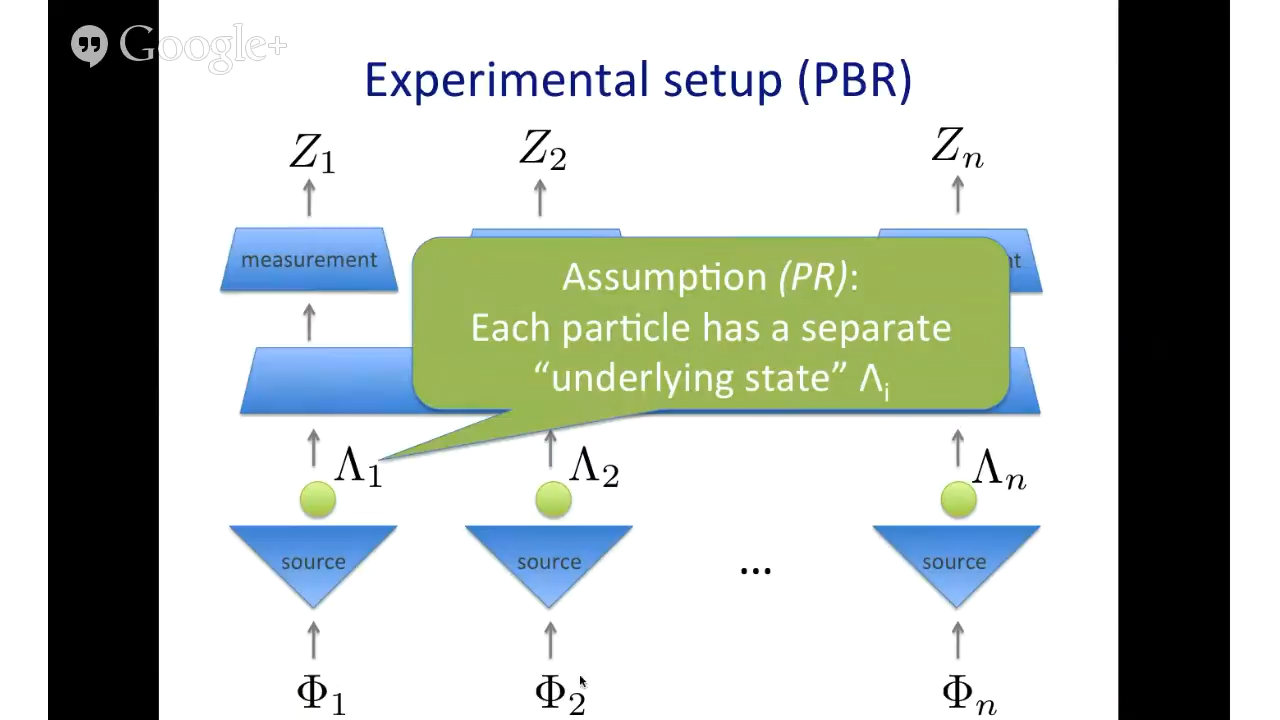 Google+
Experimental setup (PBR)
Z₁ Z₂ Zₙ
measurement nt
Assumption (PR):
Each particle has a separate
“underlying state” Λᵢ
Λ₁ Λ₂ Λₙ
source source ... source
Φ₁ Φ₂ Φₙ